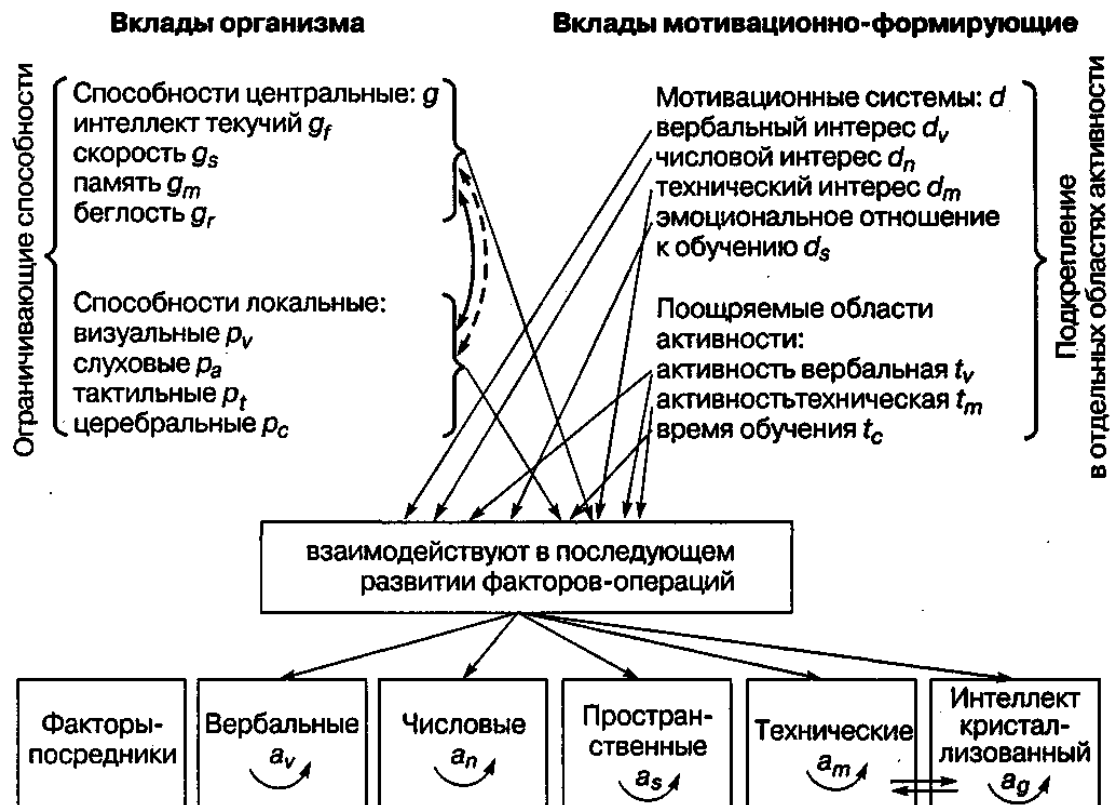 Вклады организма
Вклады мотивационно-формирующие
Ограничивающие способности
Способности центральные: g
интеллект текучий gf
скорость gs
память gm
беглость gr
Способности локальные:
визуальные pv
слуховые pa
тактильные pt
церебральные pc
Мотивационные системы: d
вербальный интерес dv
числовой интерес dn
технический интерес dm
эмоциональное отношение
к обучению ds
Поощряемые области
активности:
активность вербальная tv
активностьтехническая tm
время обучения tc
Подкрепление
в отдельных областях активности
взаимодействуют в последующем
развитии факторов-операций
Факторы-
посредники
Вербальные
av
Числовые
an
Простран-
ственные
as
Технические
am
Интеллект
кристал-
лизованный
ag